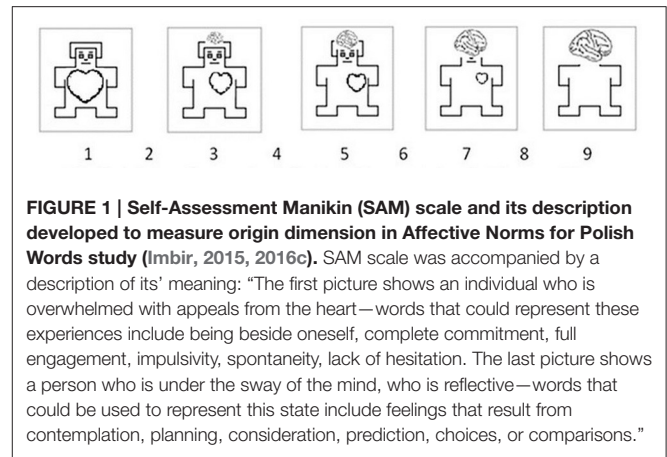 1 2 3 4 5 6 7 8 9
FIGURE 1 | Self-Assessment Manikin (SAM) scale and its description
developed to measure origin dimension in Affective Norms for Polish
Words study (Imbir, 2015, 2016c). SAM scale was accompanied by a
description of its’ meaning: “The first picture shows an individual who is
overwhelmed with appeals from the heart—words that could represent these
experiences include being beside oneself, complete commitment, full
engagement, impulsivity, spontaneity, lack of hesitation. The last picture shows
a person who is under the sway of the mind, who is reflective—words that
could be used to represent this state include feelings that result from
contemplation, planning, consideration, prediction, choices, or comparisons.”